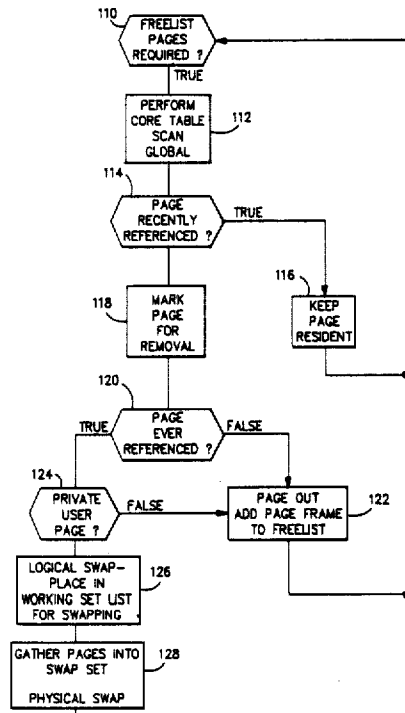 110
FREELIST
PAGES
REQUIRED ?
TRUE
PERFORM
CORE TABLE
SCAN
GLOBAL
112
114
PAGE
RECENTLY
REFERENCED ?
TRUE
116
KEEP
PAGE
RESIDENT
118
MARK
PAGE
FOR
REMOVAL
120
PAGE
EVER
REFERENCED ?
TRUE
FALSE
124
PRIVATE
USER
PAGE ?
FALSE
PAGE OUT
ADD PAGE FRAME
TO FREELIST
122
LOGICAL SWAP-
PLACE IN
WORKING SET LIST
FOR SWAPPING
126
GATHER PAGES INTO
SWAP SET
PHYSICAL SWAP
128